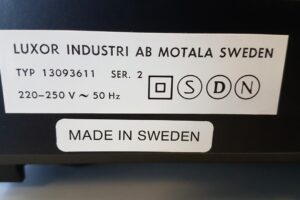 LUXOR INDUSTRI AB MOTALA SWEDEN
TYP 13093611 SER. 2
220-250 V ~ 50 Hz S D N
MADE IN SWEDEN